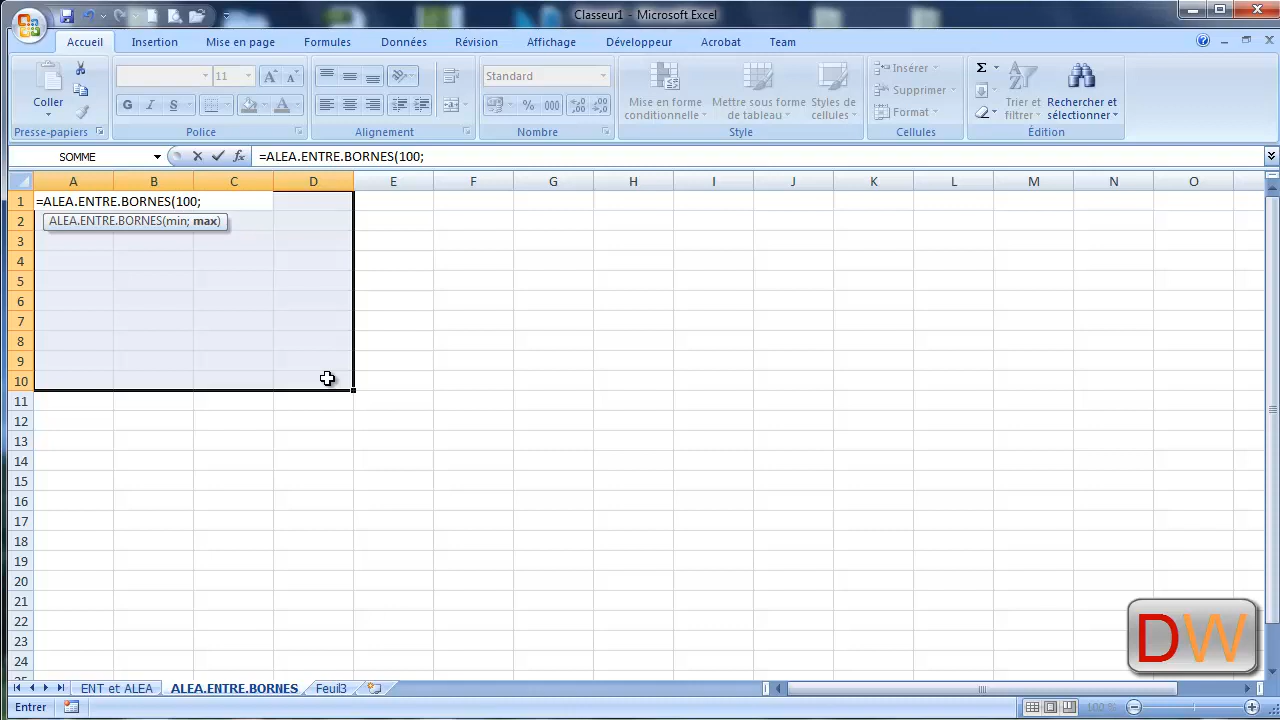 Classeur1 - Microsoft Excel
Accueil Insertion Mise en page Formules Données Révision Affichage Développeur Acrobat Team
Coller
Presse-papiers
11
G I S
Police
Alignement
Standard
% 000
Nombre
Mise en forme conditionnelle
Mettre sous forme de tableau
Styles de cellules
Style
Insérer
Supprimer
Format
Cellules
Σ
Trier et filtrer
Rechercher et sélectionner
Édition
SOMME
fx =ALEA.ENTRE.BORNES(100;
A B C D E F G H I J K L M N O
1 =ALEA.ENTRE.BORNES(100;
2 ALEA.ENTRE.BORNES(min; max)
3
4
5
6
7
8
9
10
11
12
13
14
15
16
17
18
19
20
21
22
23
24
DW
ENT et ALEA ALEA.ENTRE.BORNES Feuil3
Entrer
100 %